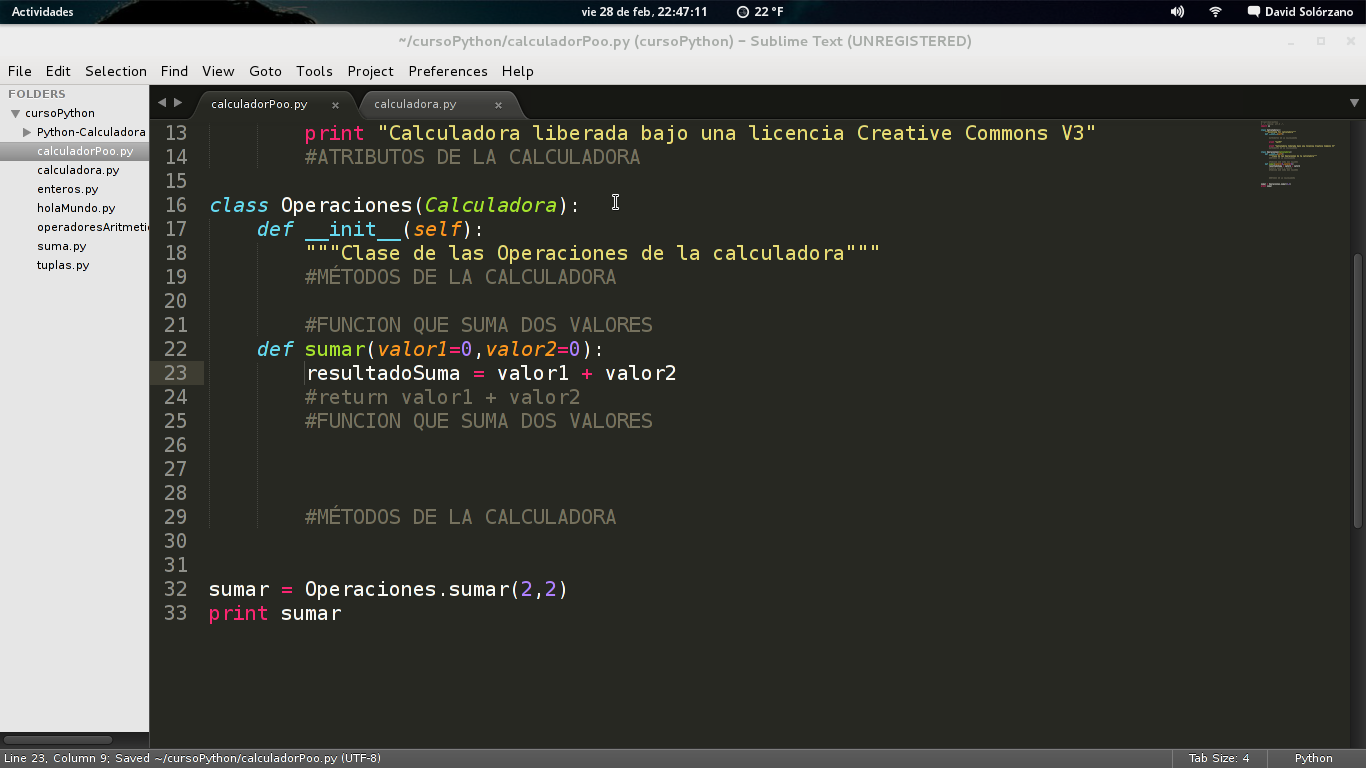 Actividades
vie 28 de feb, 22:47:11
22 °F
David Solórzano
~/cursoPython/calculadorPoo.py (cursoPython) - Sublime Text (UNREGISTERED)
File Edit Selection Find View Goto Tools Project Preferences Help
FOLDERS
cursoPython
Python-Calculadora
calculadorPoo.py
calculadora.py
enteros.py
holaMundo.py
operadoresAritmetic
suma.py
tuplas.py
calculadorPoo.py × calculadora.py ×
13 print "Calculadora liberada bajo una licencia Creative Commons V3"
14 #ATRIBUTOS DE LA CALCULADORA
15
16 class Operaciones(Calculadora):
17 def __init__(self):
18 """Clase de las Operaciones de la calculadora"""
19 #MÉTODOS DE LA CALCULADORA
20
21 #FUNCION QUE SUMA DOS VALORES
22 def sumar(valor1=0,valor2=0):
23 resultadoSuma = valor1 + valor2
24 #return valor1 + valor2
25 #FUNCION QUE SUMA DOS VALORES
26
27
28
29 #MÉTODOS DE LA CALCULADORA
30
31
32 sumar = Operaciones.sumar(2,2)
33 print sumar
Line 23, Column 9; Saved ~/cursoPython/calculadorPoo.py (UTF-8)
Tab Size: 4
Python